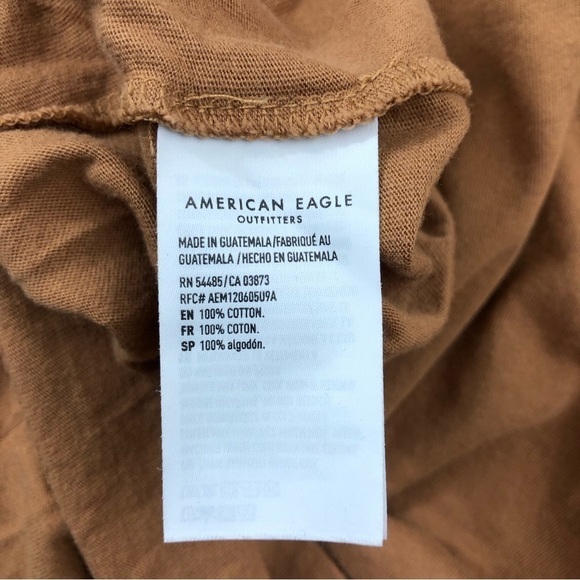 AMERICAN EAGLE
OUTFITTERS
MADE IN GUATEMALA/FABRIQUÉ AU
GUATEMALA /HECHO EN GUATEMALA
RN 54485/CA 03873
RFC# AEM120605U9A
EN 100% COTTON.
FR 100% COTON.
SP 100% algodón.